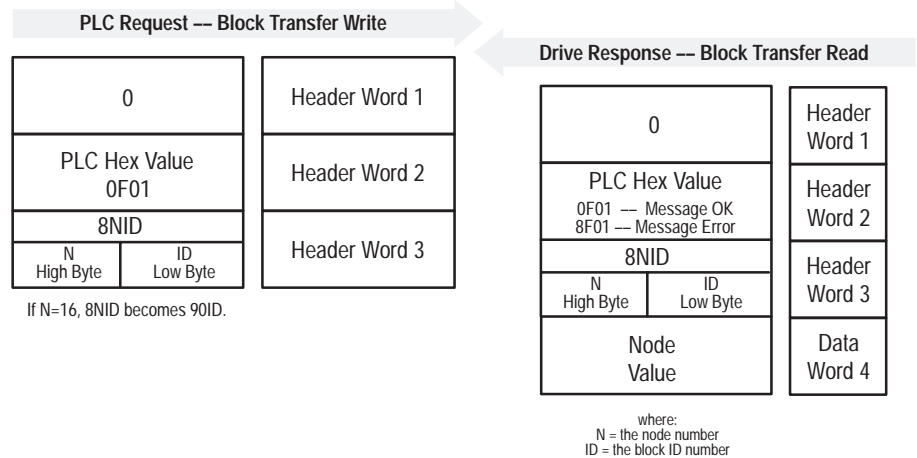 PLC Request –– Block Transfer Write
0
Header Word 1
PLC Hex Value
0F01
Header Word 2
8NID
N
High Byte
ID
Low Byte
Header Word 3
If N=16, 8NID becomes 90ID.
Drive Response –– Block Transfer Read
0
Header
Word 1
PLC Hex Value
0F01 –– Message OK
8F01 –– Message Error
Header
Word 2
8NID
N
High Byte
ID
Low Byte
Header
Word 3
Node
Value
Data
Word 4
where:
N = the node number
ID = the block ID number